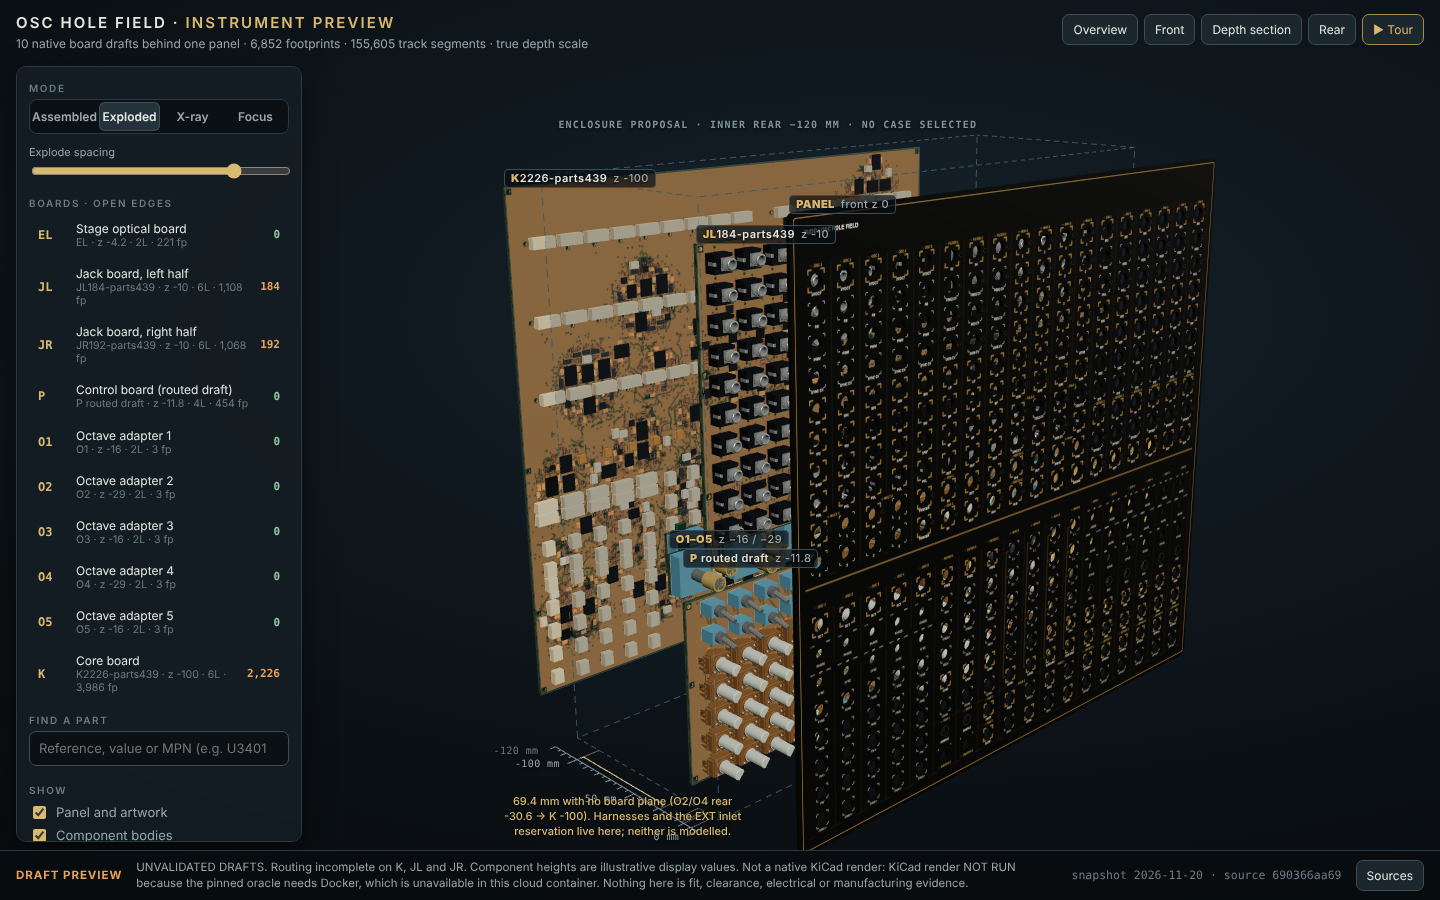 OSC HOLE FIELD · INSTRUMENT PREVIEW
10 native board drafts behind one panel · 6,852 footprints · 155,605 track segments · true depth scale
Overview
Front
Depth section
Rear
▶ Tour
MODE
Assembled
Exploded
X-ray
Focus
Explode spacing
BOARDS · OPEN EDGES
EL
Stage optical board
0
EL · z -4.2 · 2L · 221 fp
JL
Jack board, left half
JL184-parts439 · z -10 · 6L · 1,108
fp
184
JR
Jack board, right half
JR192-parts439 · z -10 · 6L · 1,068
fp
192
P
Control board (routed draft)
P routed draft · z -11.8 · 4L · 454 fp
0
O1
Octave adapter 1
O1 · z -16 · 2L · 3 fp
0
O2
Octave adapter 2
O2 · z -29 · 2L · 3 fp
0
O3
Octave adapter 3
O3 · z -16 · 2L · 3 fp
0
O4
Octave adapter 4
O4 · z -29 · 2L · 3 fp
0
O5
Octave adapter 5
O5 · z -16 · 2L · 3 fp
0
K
Core board
K2226-parts439 · z -100 · 6L ·
3,986 fp
2,226
FIND A PART
Reference, value or MPN (e.g. U3401
SHOW
Panel and artwork
Component bodies
ENCLOSURE PROPOSAL · INNER REAR −120 MM · NO CASE SELECTED
K2226-parts439 z -100
PANEL front z 0
JL184-parts439 z -10
HOLE FIELD
O1–O5 z −16 / −29
P routed draft z -11.8
-120 mm
-100 mm
-50 mm
0 mm
69.4 mm with no board plane (O2/O4 rear
-30.6 → K -100). Harnesses and the EXT inlet
reservation live here; neither is modelled.
DRAFT PREVIEW
UNVALIDATED DRAFTS. Routing incomplete on K, JL and JR. Component heights are illustrative display values. Not a native KiCad render: KiCad render NOT RUN
because the pinned oracle needs Docker, which is unavailable in this cloud container. Nothing here is fit, clearance, electrical or manufacturing evidence.
snapshot 2026-11-20 · source 690366aa69
Sources